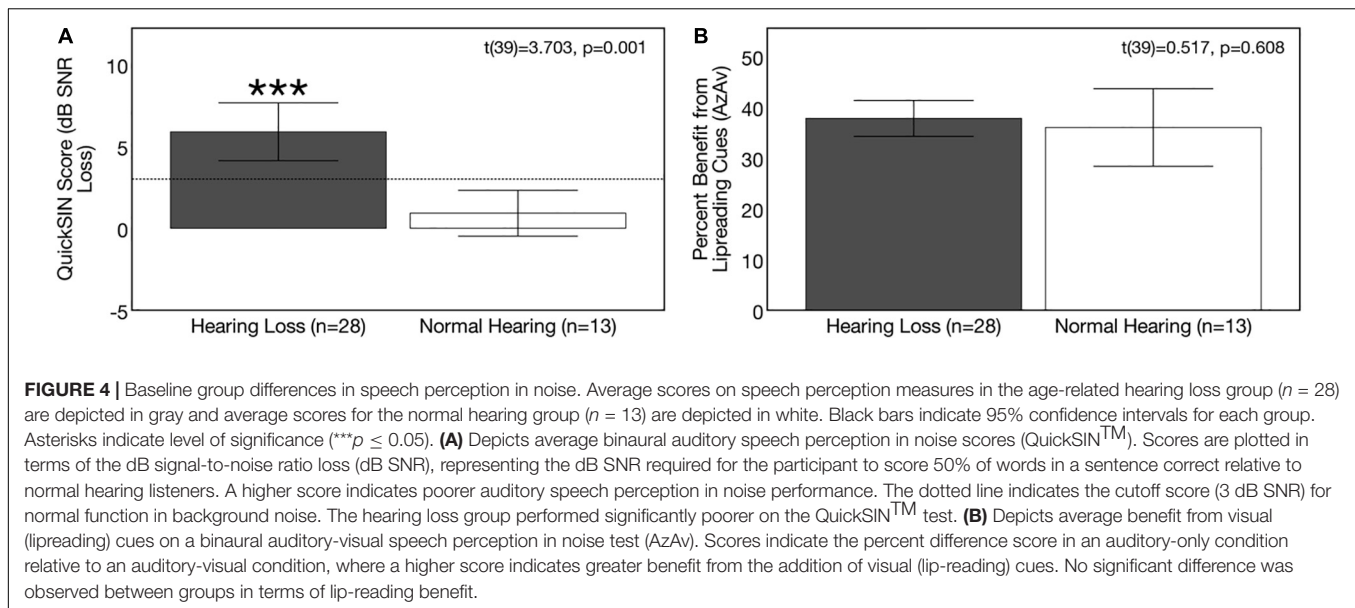 A
t(39)=3.703, p=0.001
QuickSIN Score (dB SNR
Loss)
10
5
0
-5
***
Hearing Loss (n=28)
Normal Hearing (n=13)
B
t(39)=0.517, p=0.608
Percent Benefit from
Lipreading Cues (AzAv)
50
40
30
20
10
0
Hearing Loss (n=28)
Normal Hearing (n=13)
FIGURE 4 | Baseline group differences in speech perception in noise. Average scores on speech perception measures in the age-related hearing loss group (n = 28)
are depicted in gray and average scores for the normal hearing group (n = 13) are depicted in white. Black bars indicate 95% confidence intervals for each group.
Asterisks indicate level of significance (***p ≤ 0.05). (A) Depicts average binaural auditory speech perception in noise scores (QuickSIN™). Scores are plotted in
terms of the dB signal-to-noise ratio loss (dB SNR), representing the dB SNR required for the participant to score 50% of words in a sentence correct relative to
normal hearing listeners. A higher score indicates poorer auditory speech perception in noise performance. The dotted line indicates the cutoff score (3 dB SNR) for
normal function in background noise. The hearing loss group performed significantly poorer on the QuickSIN™ test. (B) Depicts average benefit from visual
(lipreading) cues on a binaural auditory-visual speech perception in noise test (AzAv). Scores indicate the percent difference score in an auditory-only condition
relative to an auditory-visual condition, where a higher score indicates greater benefit from the addition of visual (lip-reading) cues. No significant difference was
observed between groups in terms of lip-reading benefit.